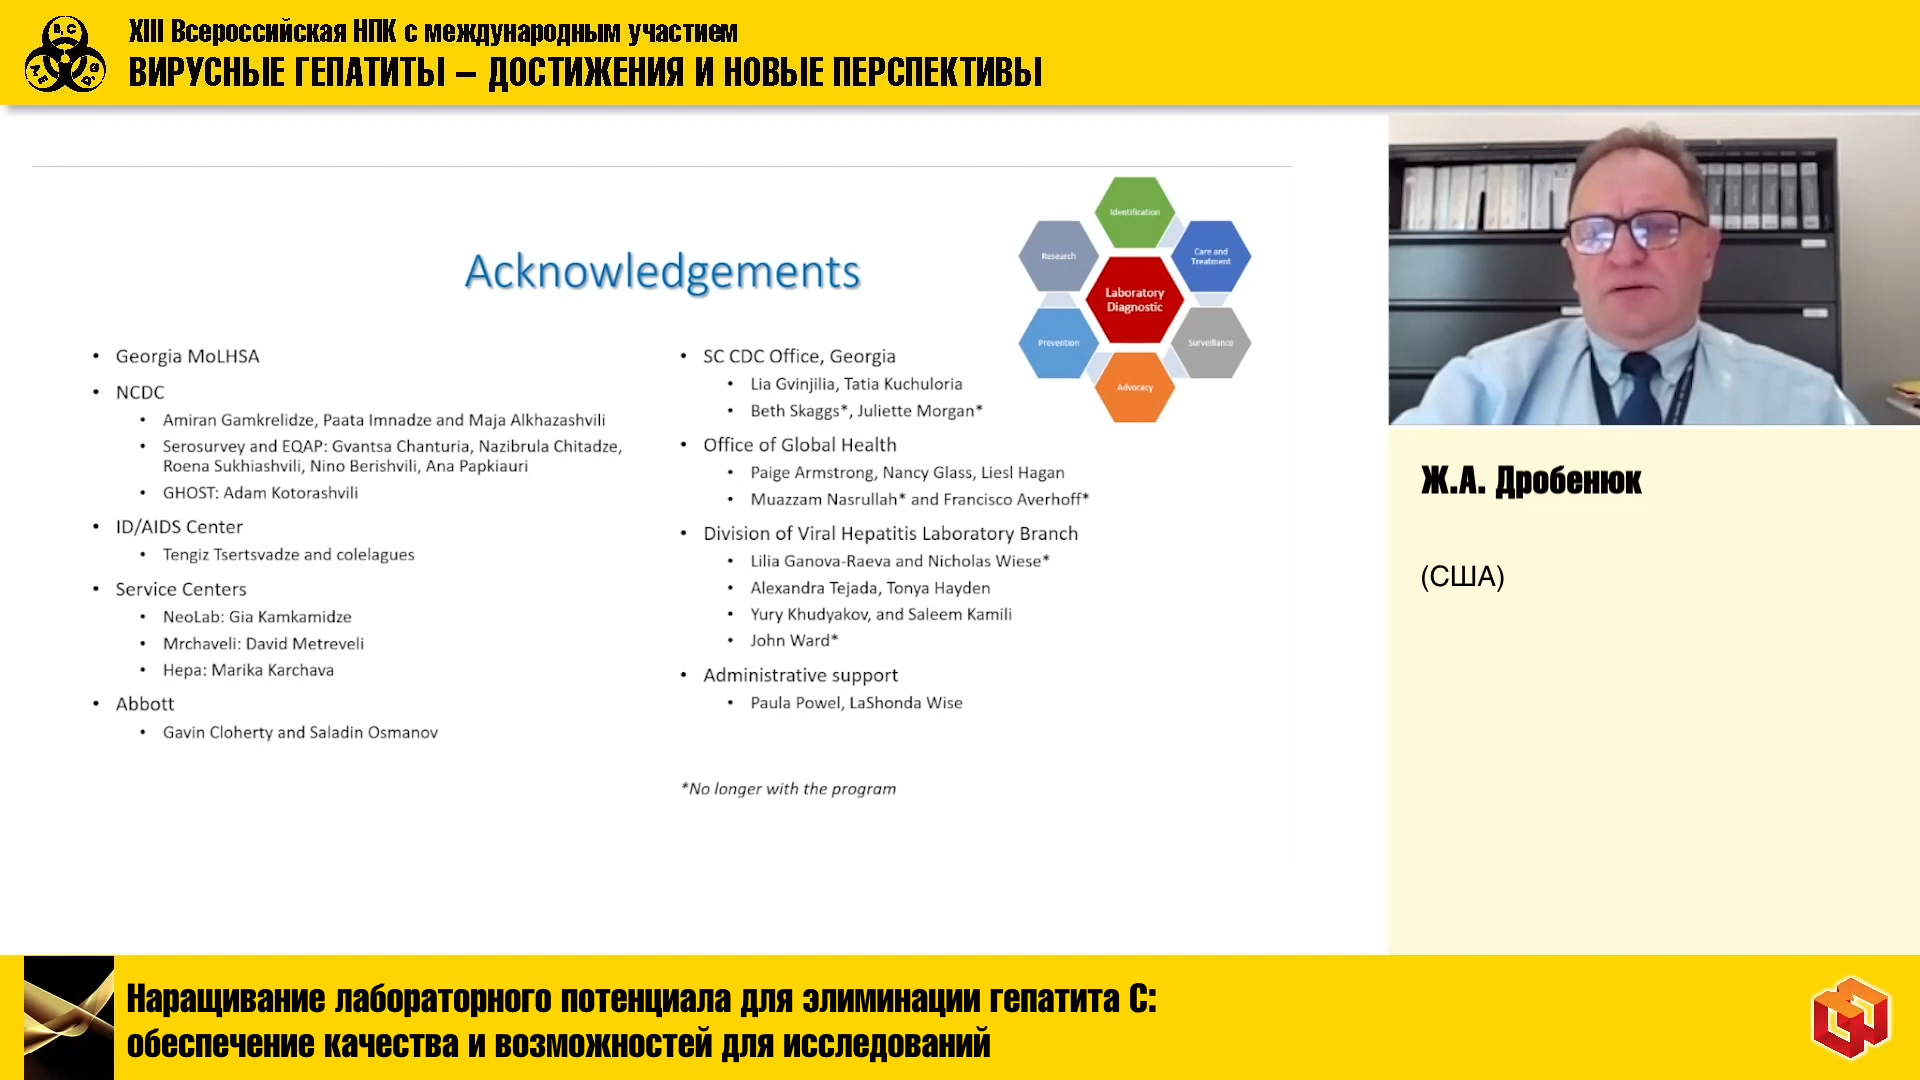 XIII Всероссийская НПК с международным участием
ВИРУСНЫЕ ГЕПАТИТЫ – ДОСТИЖЕНИЯ И НОВЫЕ ПЕРСПЕКТИВЫ
B, C
Acknowledgements
• Georgia MoLHSA
• NCDC
• Amiran Gamkrelidze, Paata Imnadze and Maja Alkhazashvili
• Serosurvey and EQAP: Gvantsa Chanturia, Nazibrula Chitadze,
Roena Sukhiashvili, Nino Berishvili, Ana Papkiauri
• GHOST: Adam Kotorashvili
• ID/AIDS Center
• Tengiz Tsertsvadze and colelagues
• Service Centers
• NeoLab: Gia Kamkamidze
• Mrchaveli: David Metreveli
• Hepa: Marika Karchava
• Abbott
• Gavin Cloherty and Saladin Osmanov
• SC CDC Office, Georgia
• Lia Gvinjilia, Tatia Kuchuloria
• Beth Skaggs*, Juliette Morgan*
• Office of Global Health
• Paige Armstrong, Nancy Glass, Liesl Hagan
• Muazzam Nasrullah* and Francisco Averhoff*
• Division of Viral Hepatitis Laboratory Branch
• Lilia Ganova-Raeva and Nicholas Wiese*
• Alexandra Tejada, Tonya Hayden
• Yury Khudyakov, and Saleem Kamili
• John Ward*
• Administrative support
• Paula Powel, LaShonda Wise
*No longer with the program
Identification
Research
Care and
Treatment
Laboratory
Diagnostic
Prevention
Surveillance
Advocacy
Ж.А. Дробенюк
(США)
Наращивание лабораторного потенциала для элиминации гепатита С:
обеспечение качества и возможностей для исследований